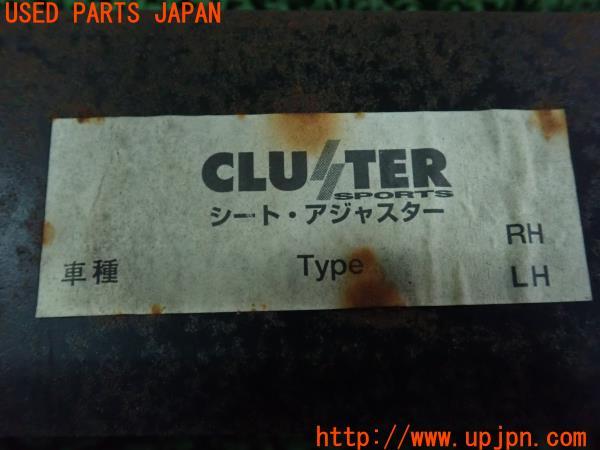 USED PARTS JAPAN
CLUSTER
SPORTS
シート・アジャスター
車種 Type RH
LH
http://www.upjpn.com/